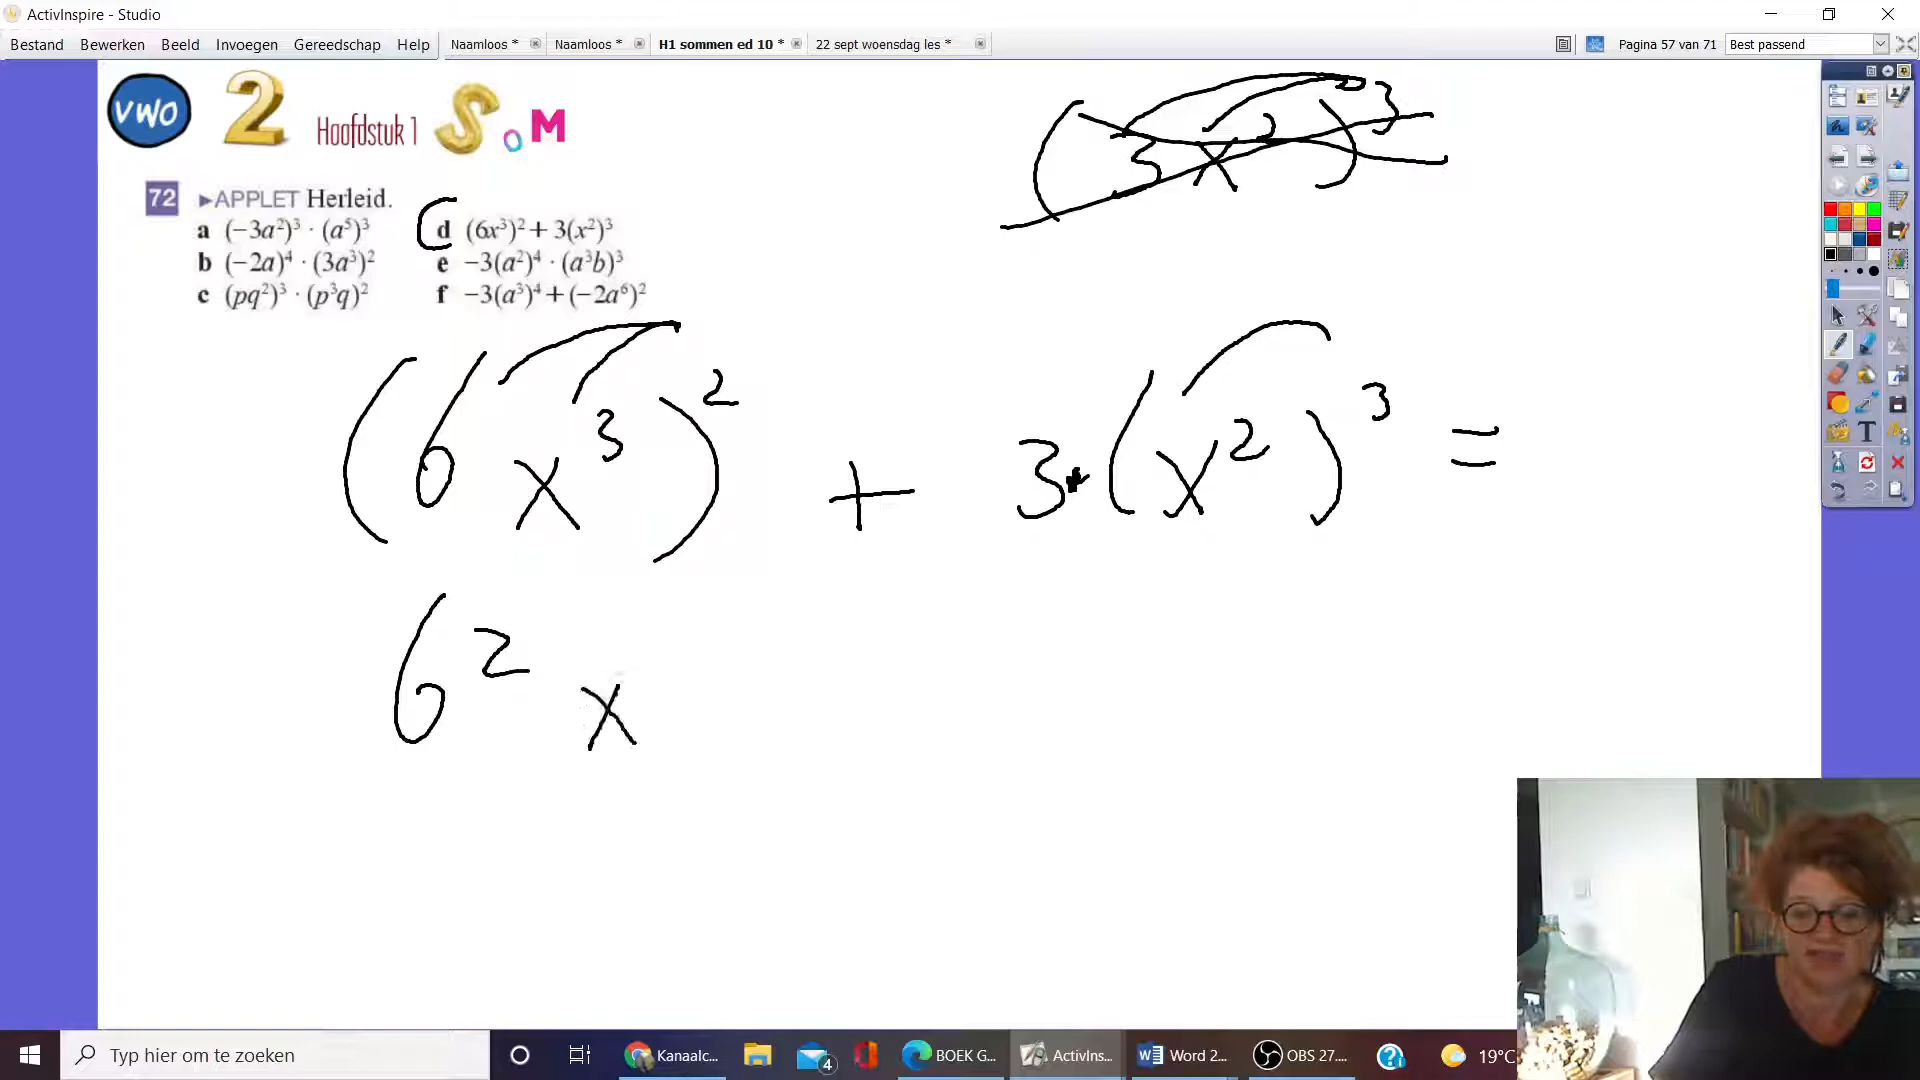 ActivInspire - Studio
Bestand Bewerken Beeld Invoegen Gereedschap Help Naamloos * Naamloos * H1 sommen ed 10 * 22 sept woensdag les * Pagina 57 van 71 Best passend
VWO 2 Hoofdstuk 1 SoM
(3x²)³
72 ▸APPLET Herleid.
a (−3a²)³ · (a⁵)³ d (6x³)² + 3(x²)³
b (−2a)⁴ · (3a³)² e −3(a²)⁴ · (a³b)³
c (pq²)³ · (p³q)² f −3(a³)⁴ + (−2a⁶)²
(6x³)² + 3·(x²)³ =
6² x
Typ hier om te zoeken 4 Kanaalc... BOEK G... ActivIns... Word 2... OBS 27.... 19°C